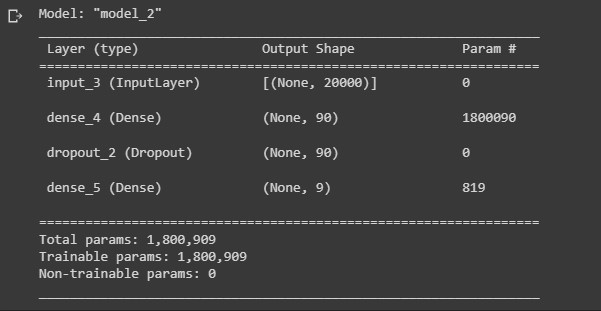 Model: "model_2"
Layer (type) Output Shape Param #
input_3 (InputLayer) [(None, 20000)] 0
dense_4 (Dense) (None, 90) 1800090
dropout_2 (Dropout) (None, 90) 0
dense_5 (Dense) (None, 9) 819
Total params: 1,800,909
Trainable params: 1,800,909
Non-trainable params: 0